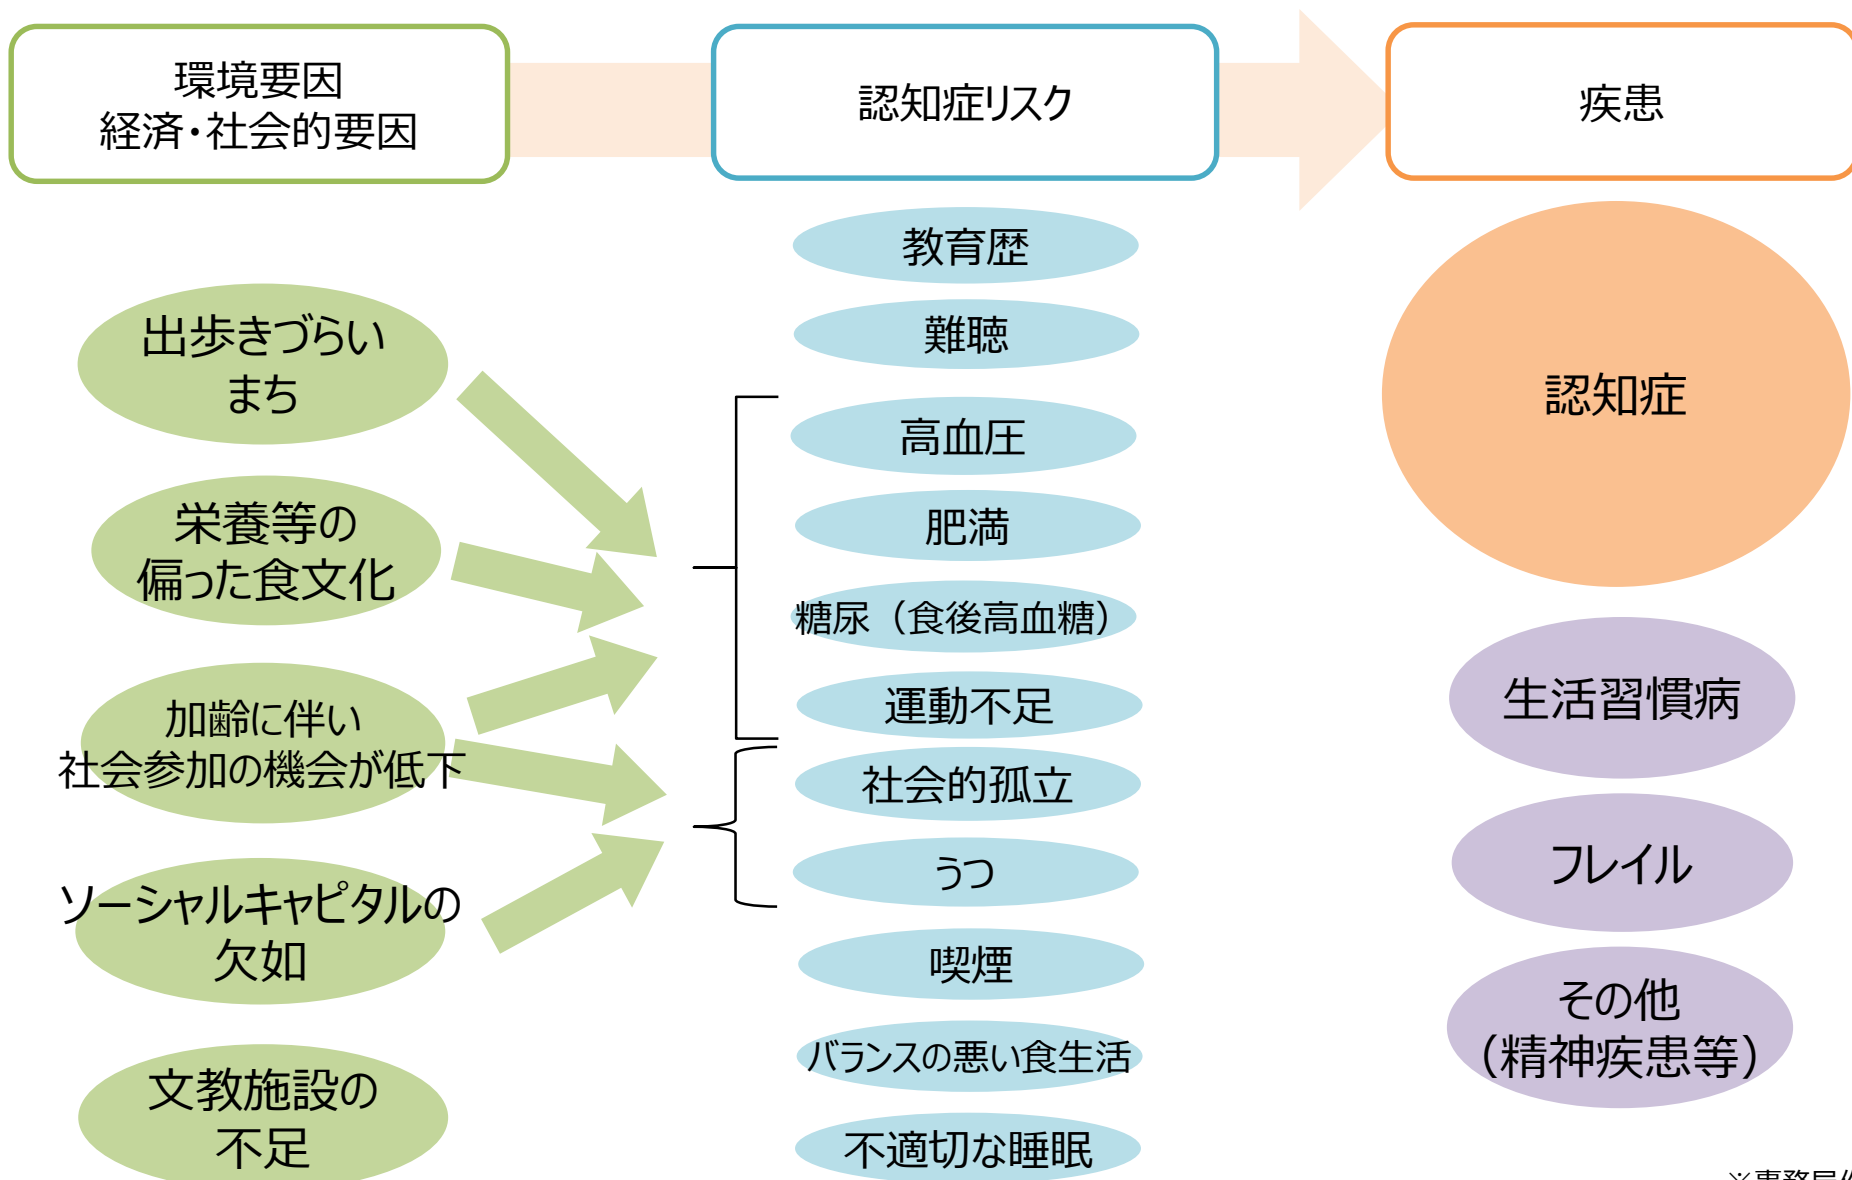 環境要因
経済・社会的要因
認知症リスク
疾患
出歩きづらい
まち
栄養等の
偏った食文化
加齢に伴い
社会参加の機会が低下
ソーシャルキャピタルの
欠如
文教施設の
不足
教育歴
難聴
高血圧
肥満
糖尿（食後高血糖）
運動不足
社会的孤立
うつ
喫煙
バランスの悪い食生活
不適切な睡眠
認知症
生活習慣病
フレイル
その他
（精神疾患等）
※事務局